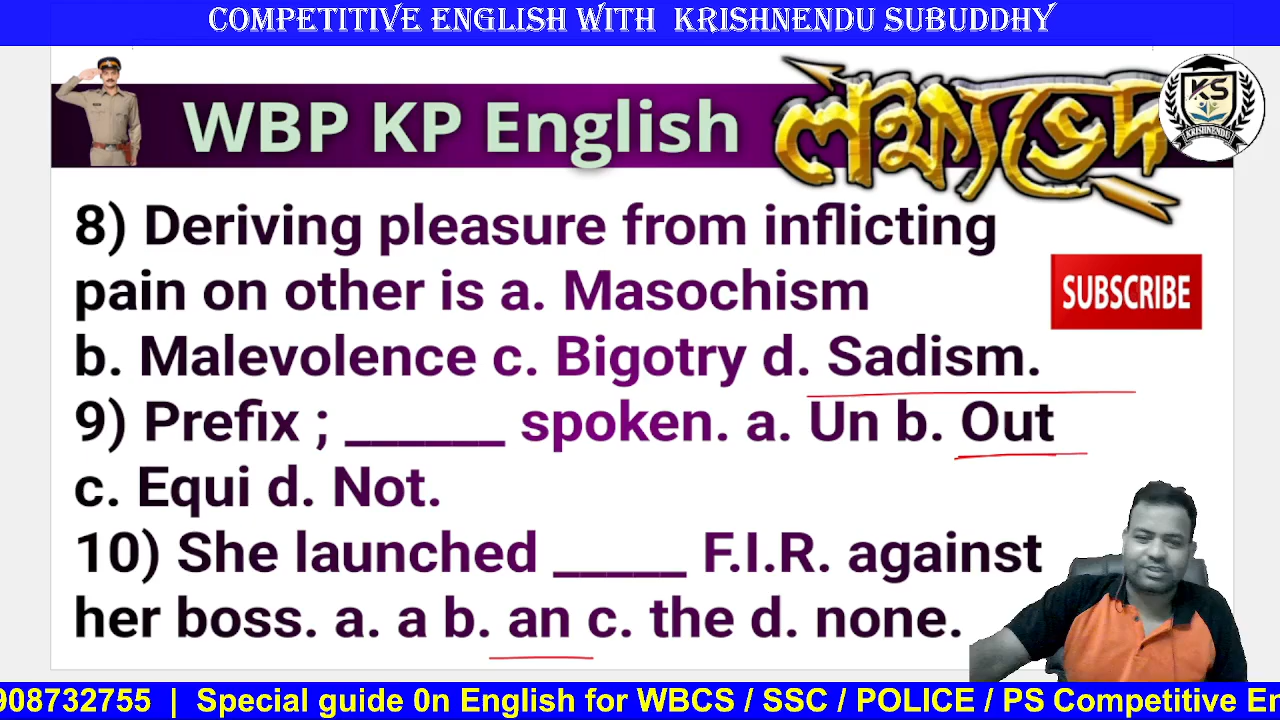 COMPETITIVE ENGLISH WITH KRISHNENDU SUBUDDHY
WBP KP English
লক্ষ্যভেদ
KS
KRISHNENDU
8) Deriving pleasure from inflicting
pain on other is a. Masochism
b. Malevolence c. Bigotry d. Sadism.
SUBSCRIBE
9) Prefix ; ______ spoken. a. Un b. Out
c. Equi d. Not.
10) She launched _____ F.I.R. against
her boss. a. a b. an c. the d. none.
908732755 | Special guide 0n English for WBCS / SSC / POLICE / PS Competitive En